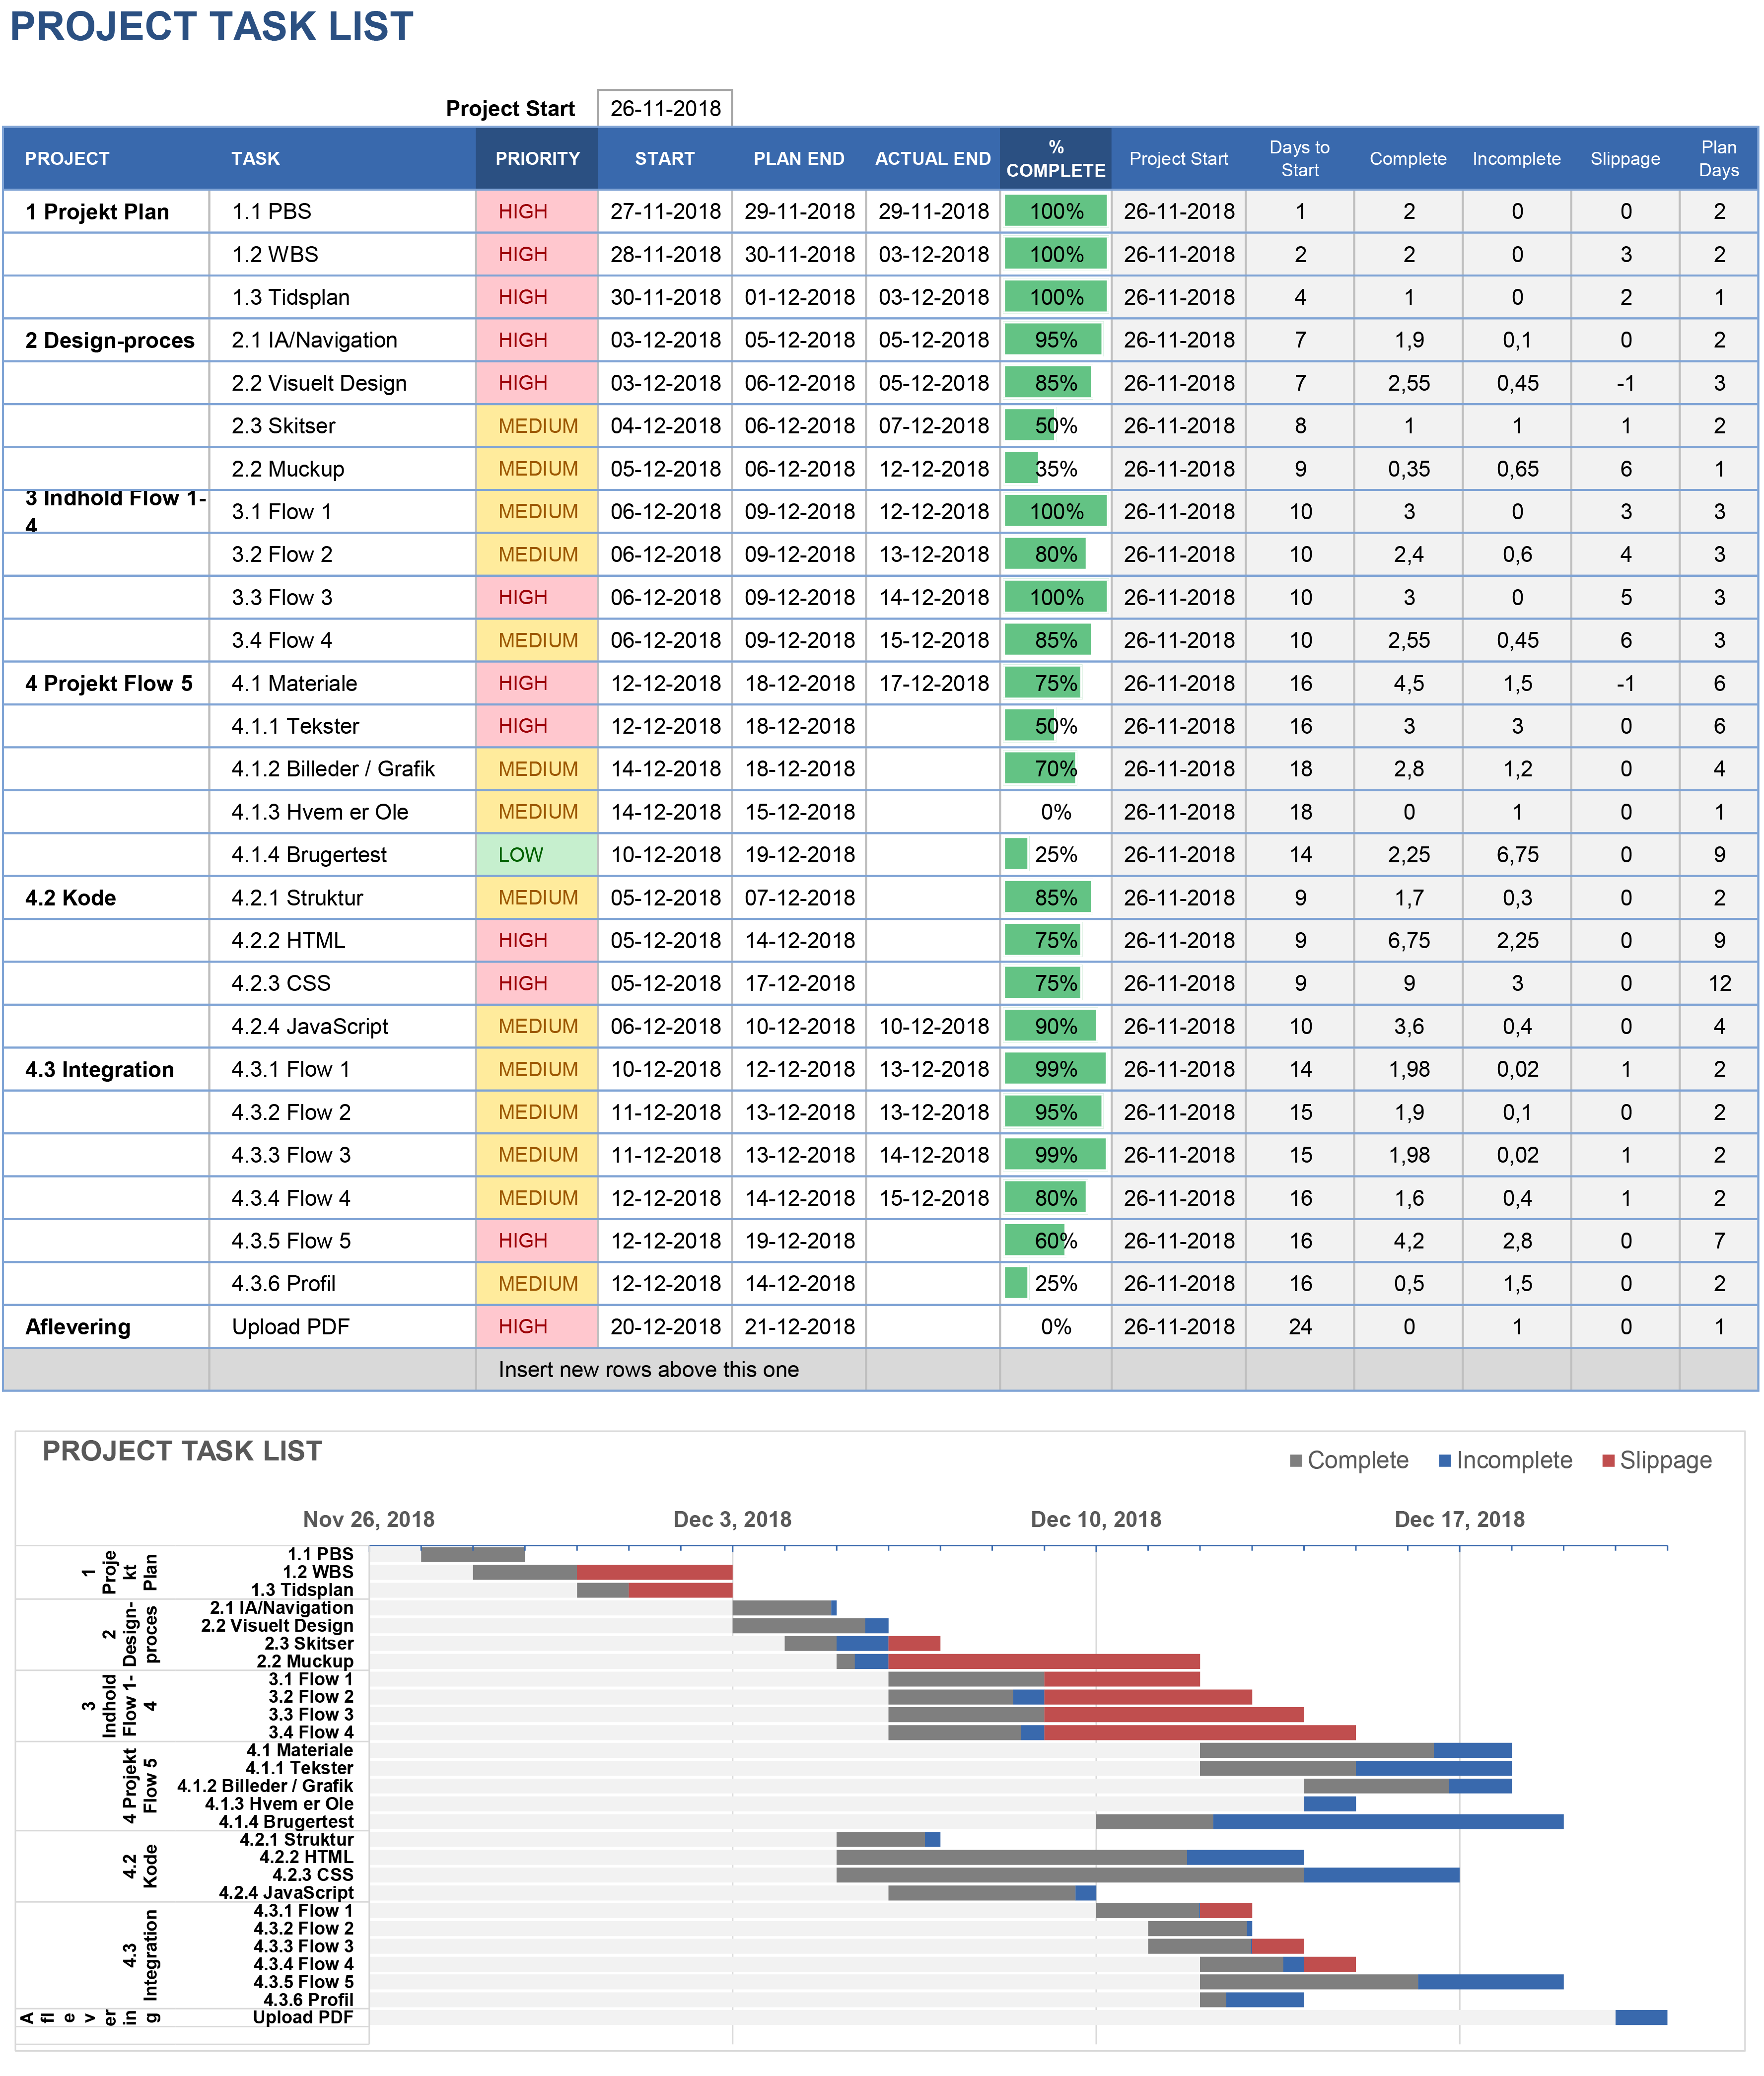 PROJECT TASK LIST
Project Start 26-11-2018
PROJECT TASK PRIORITY START PLAN END ACTUAL END % COMPLETE Project Start Days to Start Complete Incomplete Slippage Plan Days
1 Projekt Plan 1.1 PBS HIGH 27-11-2018 29-11-2018 29-11-2018 100% 26-11-2018 1 2 0 0 2
1.2 WBS HIGH 28-11-2018 30-11-2018 03-12-2018 100% 26-11-2018 2 2 0 3 2
1.3 Tidsplan HIGH 30-11-2018 01-12-2018 03-12-2018 100% 26-11-2018 4 1 0 2 1
2 Design-proces 2.1 IA/Navigation HIGH 03-12-2018 05-12-2018 05-12-2018 95% 26-11-2018 7 1,9 0,1 0 2
2.2 Visuelt Design HIGH 03-12-2018 06-12-2018 05-12-2018 85% 26-11-2018 7 2,55 0,45 -1 3
2.3 Skitser MEDIUM 04-12-2018 06-12-2018 07-12-2018 50% 26-11-2018 8 1 1 1 2
2.2 Muckup MEDIUM 05-12-2018 06-12-2018 12-12-2018 35% 26-11-2018 9 0,35 0,65 6 1
3 Indhold Flow 1-4 3.1 Flow 1 MEDIUM 06-12-2018 09-12-2018 12-12-2018 100% 26-11-2018 10 3 0 3 3
3.2 Flow 2 MEDIUM 06-12-2018 09-12-2018 13-12-2018 80% 26-11-2018 10 2,4 0,6 4 3
3.3 Flow 3 HIGH 06-12-2018 09-12-2018 14-12-2018 100% 26-11-2018 10 3 0 5 3
3.4 Flow 4 MEDIUM 06-12-2018 09-12-2018 15-12-2018 85% 26-11-2018 10 2,55 0,45 6 3
4 Projekt Flow 5 4.1 Materiale HIGH 12-12-2018 18-12-2018 17-12-2018 75% 26-11-2018 16 4,5 1,5 -1 6
4.1.1 Tekster HIGH 12-12-2018 18-12-2018 50% 26-11-2018 16 3 3 0 6
4.1.2 Billeder / Grafik MEDIUM 14-12-2018 18-12-2018 70% 26-11-2018 18 2,8 1,2 0 4
4.1.3 Hvem er Ole MEDIUM 14-12-2018 15-12-2018 0% 26-11-2018 18 0 1 0 1
4.1.4 Brugertest LOW 10-12-2018 19-12-2018 25% 26-11-2018 14 2,25 6,75 0 9
4.2 Kode 4.2.1 Struktur MEDIUM 05-12-2018 07-12-2018 85% 26-11-2018 9 1,7 0,3 0 2
4.2.2 HTML HIGH 05-12-2018 14-12-2018 75% 26-11-2018 9 6,75 2,25 0 9
4.2.3 CSS HIGH 05-12-2018 17-12-2018 75% 26-11-2018 9 9 3 0 12
4.2.4 JavaScript MEDIUM 06-12-2018 10-12-2018 10-12-2018 90% 26-11-2018 10 3,6 0,4 0 4
4.3 Integration 4.3.1 Flow 1 MEDIUM 10-12-2018 12-12-2018 13-12-2018 99% 26-11-2018 14 1,98 0,02 1 2
4.3.2 Flow 2 MEDIUM 11-12-2018 13-12-2018 13-12-2018 95% 26-11-2018 15 1,9 0,1 0 2
4.3.3 Flow 3 MEDIUM 11-12-2018 13-12-2018 14-12-2018 99% 26-11-2018 15 1,98 0,02 1 2
4.3.4 Flow 4 MEDIUM 12-12-2018 14-12-2018 15-12-2018 80% 26-11-2018 16 1,6 0,4 1 2
4.3.5 Flow 5 HIGH 12-12-2018 19-12-2018 60% 26-11-2018 16 4,2 2,8 0 7
4.3.6 Profil MEDIUM 12-12-2018 14-12-2018 25% 26-11-2018 16 0,5 1,5 0 2
Aflevering Upload PDF HIGH 20-12-2018 21-12-2018 0% 26-11-2018 24 0 1 0 1
Insert new rows above this one
PROJECT TASK LIST
Complete Incomplete Slippage
Nov 26, 2018 Dec 3, 2018 Dec 10, 2018 Dec 17, 2018
1 Projekt Plan
1.1 PBS
1.2 WBS
1.3 Tidsplan
2 Design-proces
2.1 IA/Navigation
2.2 Visuelt Design
2.3 Skitser
2.2 Muckup
3 Indhold Flow 1-4
3.1 Flow 1
3.2 Flow 2
3.3 Flow 3
3.4 Flow 4
4 Projekt Flow 5
4.1 Materiale
4.1.1 Tekster
4.1.2 Billeder / Grafik
4.1.3 Hvem er Ole
4.1.4 Brugertest
4.2 Kode
4.2.1 Struktur
4.2.2 HTML
4.2.3 CSS
4.2.4 JavaScript
4.3 Integration
4.3.1 Flow 1
4.3.2 Flow 2
4.3.3 Flow 3
4.3.4 Flow 4
4.3.5 Flow 5
4.3.6 Profil
Aflevering
Upload PDF